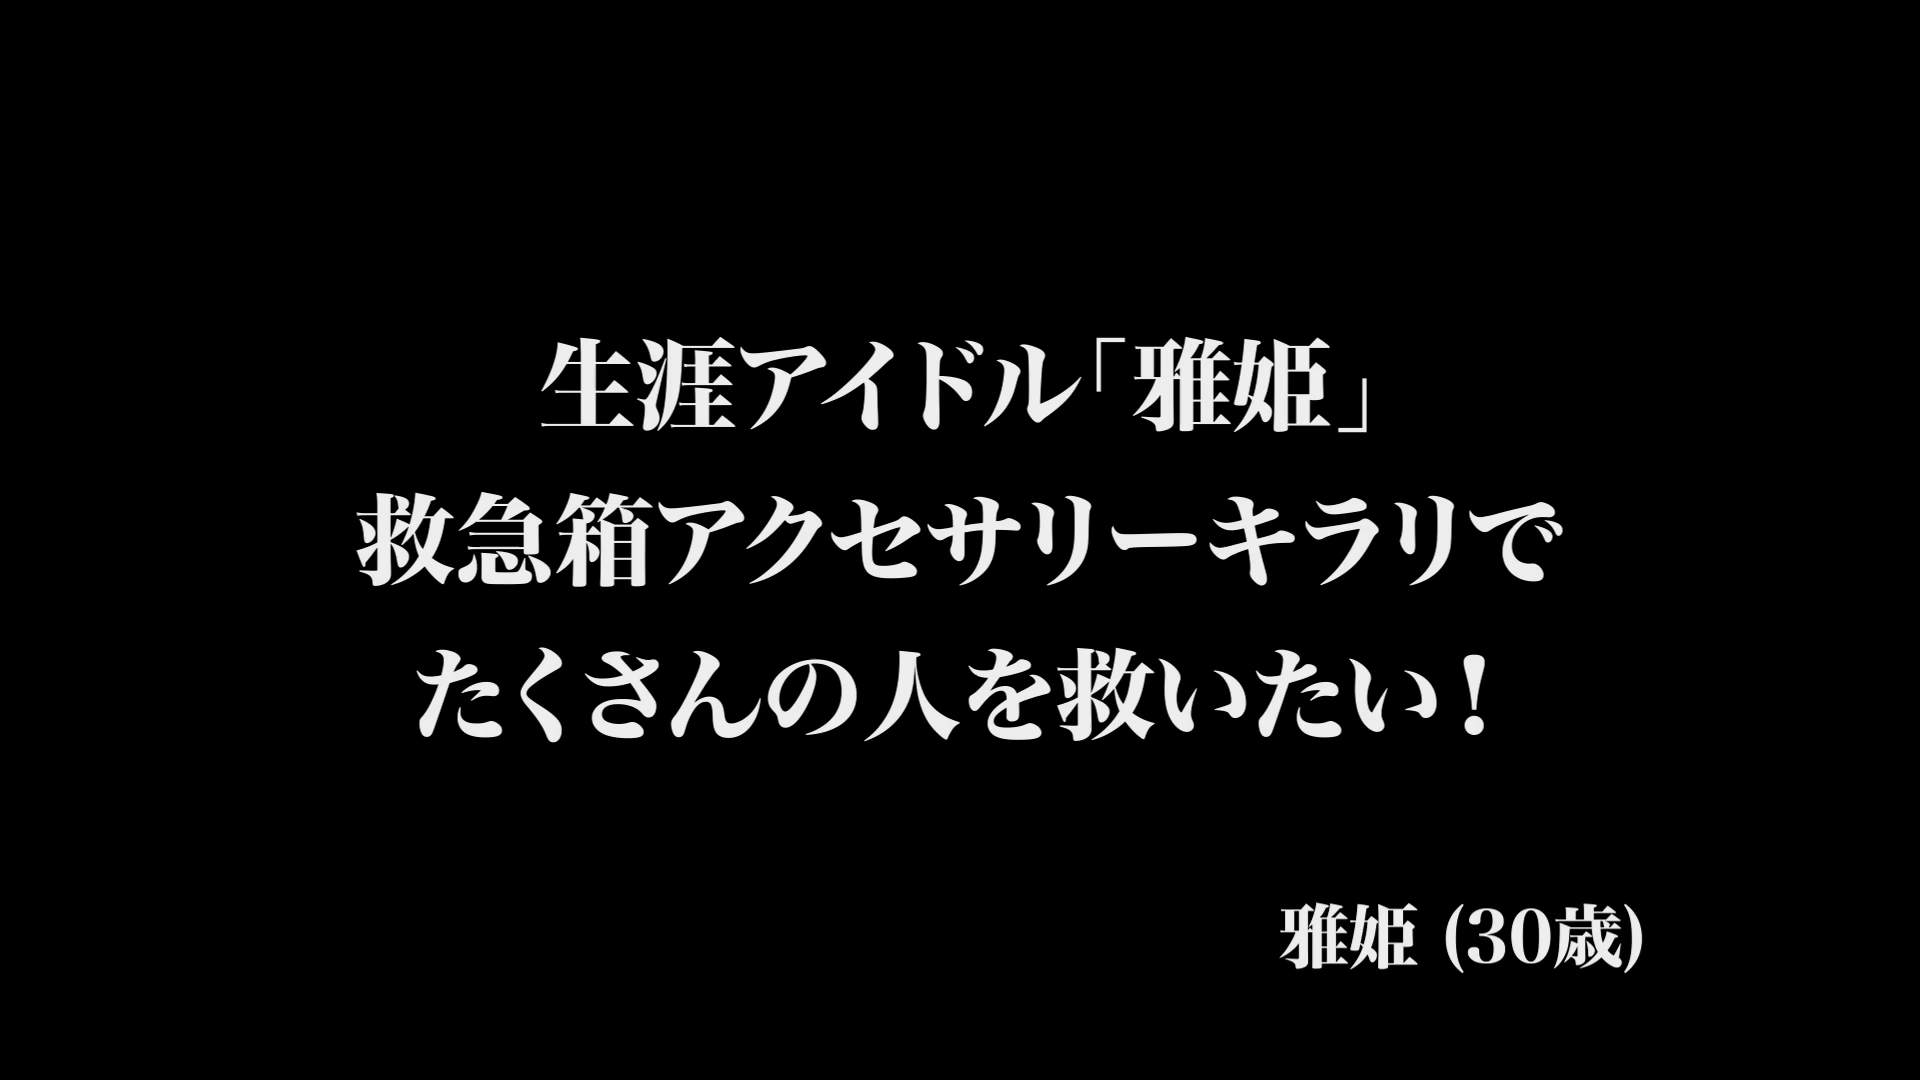 生涯アイドル「雅姫」
救急箱アクセサリーキラリで
たくさんの人を救いたい!
雅姫 (30歳)